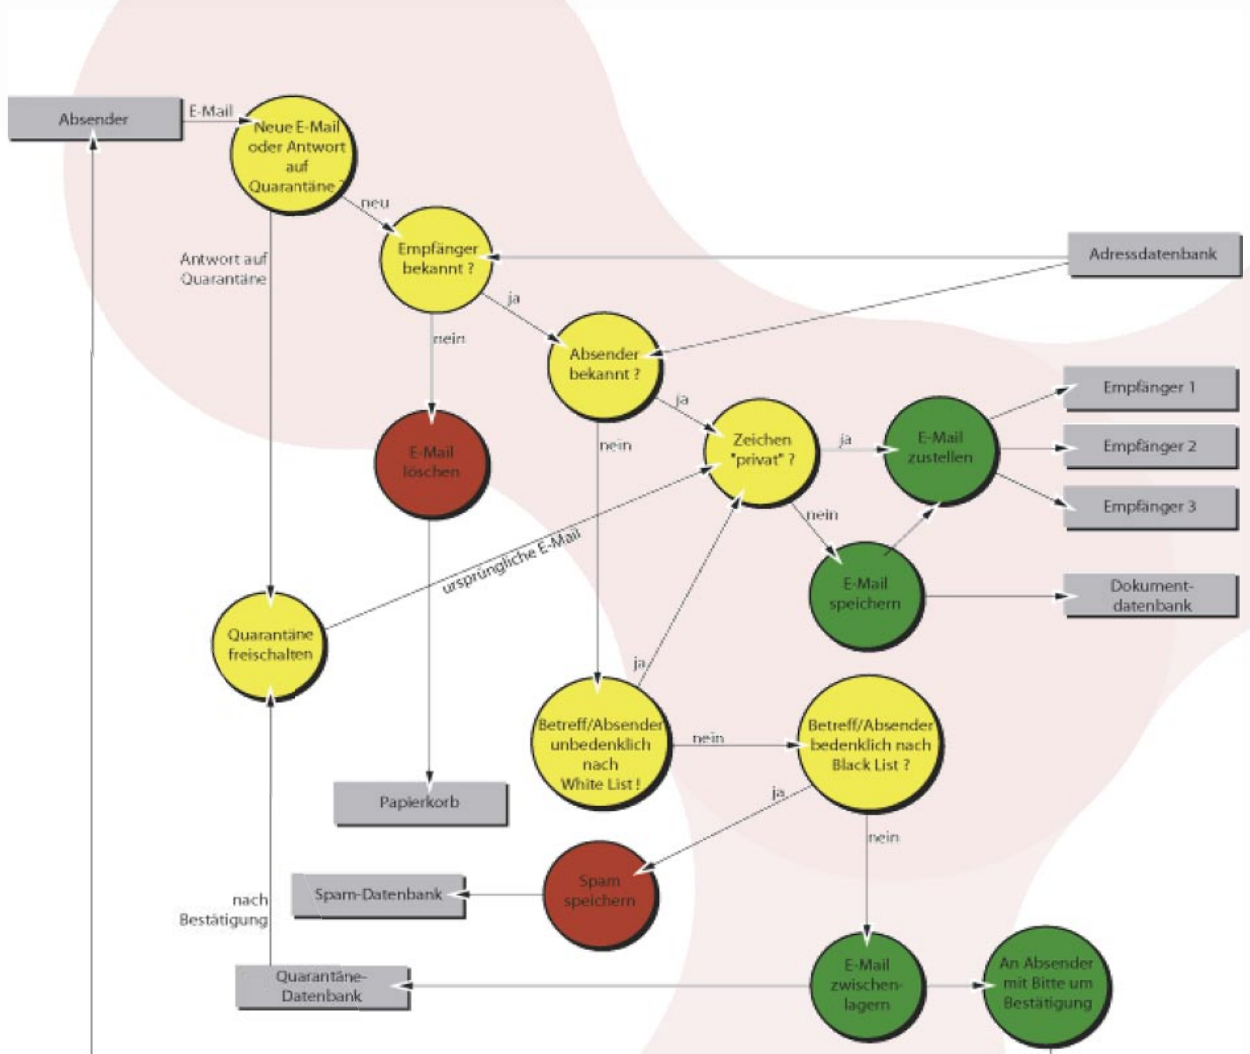 Absender
E-Mail
Neue E-Mail
oder Antwort
auf
Quarantäne ?
neu
Antwort auf
Quarantäne
Empfänger
bekannt ?
Adressdatenbank
ja
nein
Absender
bekannt ?
ja
nein
Zeichen
"privat" ?
ja
nein
E-Mail
zustellen
Empfänger 1
Empfänger 2
Empfänger 3
E-Mail
löschen
ursprüngliche E-Mail
E-Mail
speichern
Dokument-
datenbank
Quarantäne
freischalten
ja
Betreff/Absender
unbedenklich
nach
White List !
nein
Betreff/Absender
bedenklich nach
Black List ?
ja
nein
Papierkorb
Spam-Datenbank
Spam
speichern
nach
Bestätigung
Quarantäne-
Datenbank
E-Mail
zwischen-
lagern
An Absender
mit Bitte um
Bestätigung